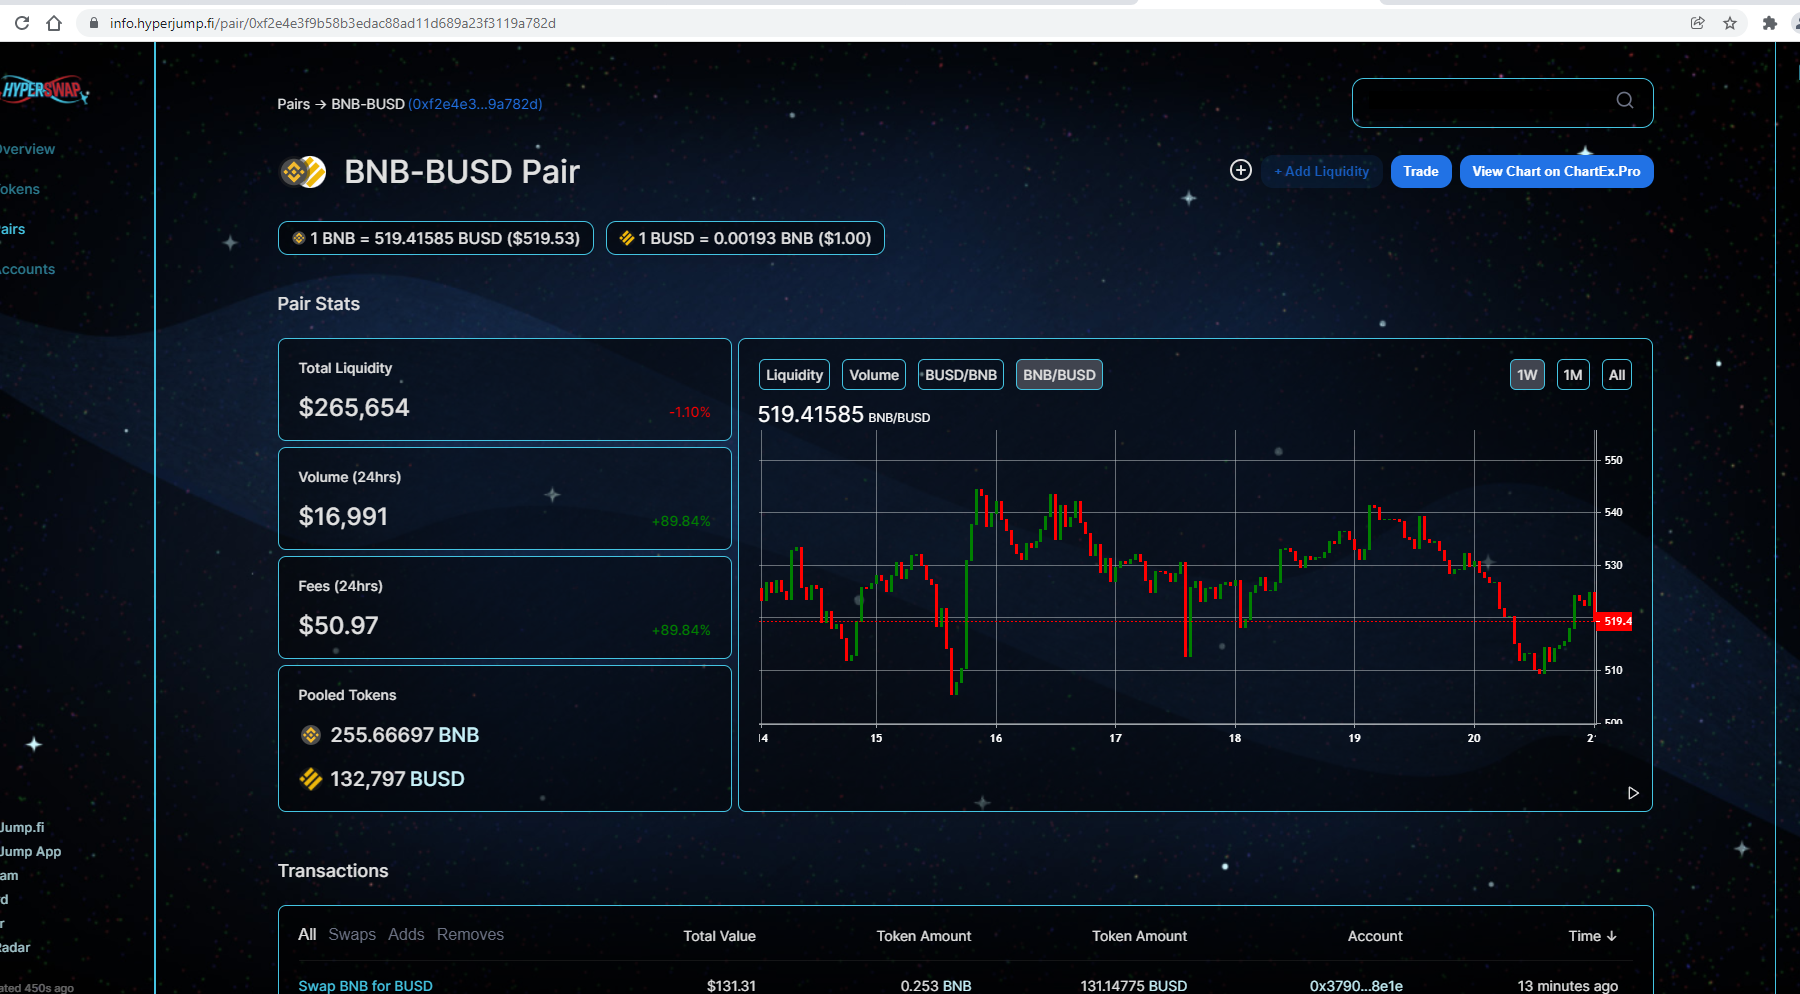 info.hyperjump.fi/pair/0xf2e4e3f9b58b3edac88ad11d689a23f3119a782d
HYPERSWAP
Overview
okens
airs
Accounts
Jump.fi
Jump App
am
d
r
Radar
ated 450s ago
Pairs → BNB-BUSD (0xf2e4e3...9a782d)
BNB-BUSD Pair
+ Add Liquidity
Trade
View Chart on ChartEx.Pro
1 BNB = 519.41585 BUSD ($519.53)
1 BUSD = 0.00193 BNB ($1.00)
Pair Stats
Total Liquidity
$265,654 -1.10%
Volume (24hrs)
$16,991 +89.84%
Fees (24hrs)
$50.97 +89.84%
Pooled Tokens
255.66697 BNB
132,797 BUSD
Liquidity Volume BUSD/BNB BNB/BUSD 1W 1M All
519.41585 BNB/BUSD
550
540
530
519.4
510
500
14 15 16 17 18 19 20 21
Transactions
All Swaps Adds Removes Total Value Token Amount Token Amount Account Time ↓
Swap BNB for BUSD $131.31 0.253 BNB 131.14775 BUSD 0x3790...8e1e 13 minutes ago